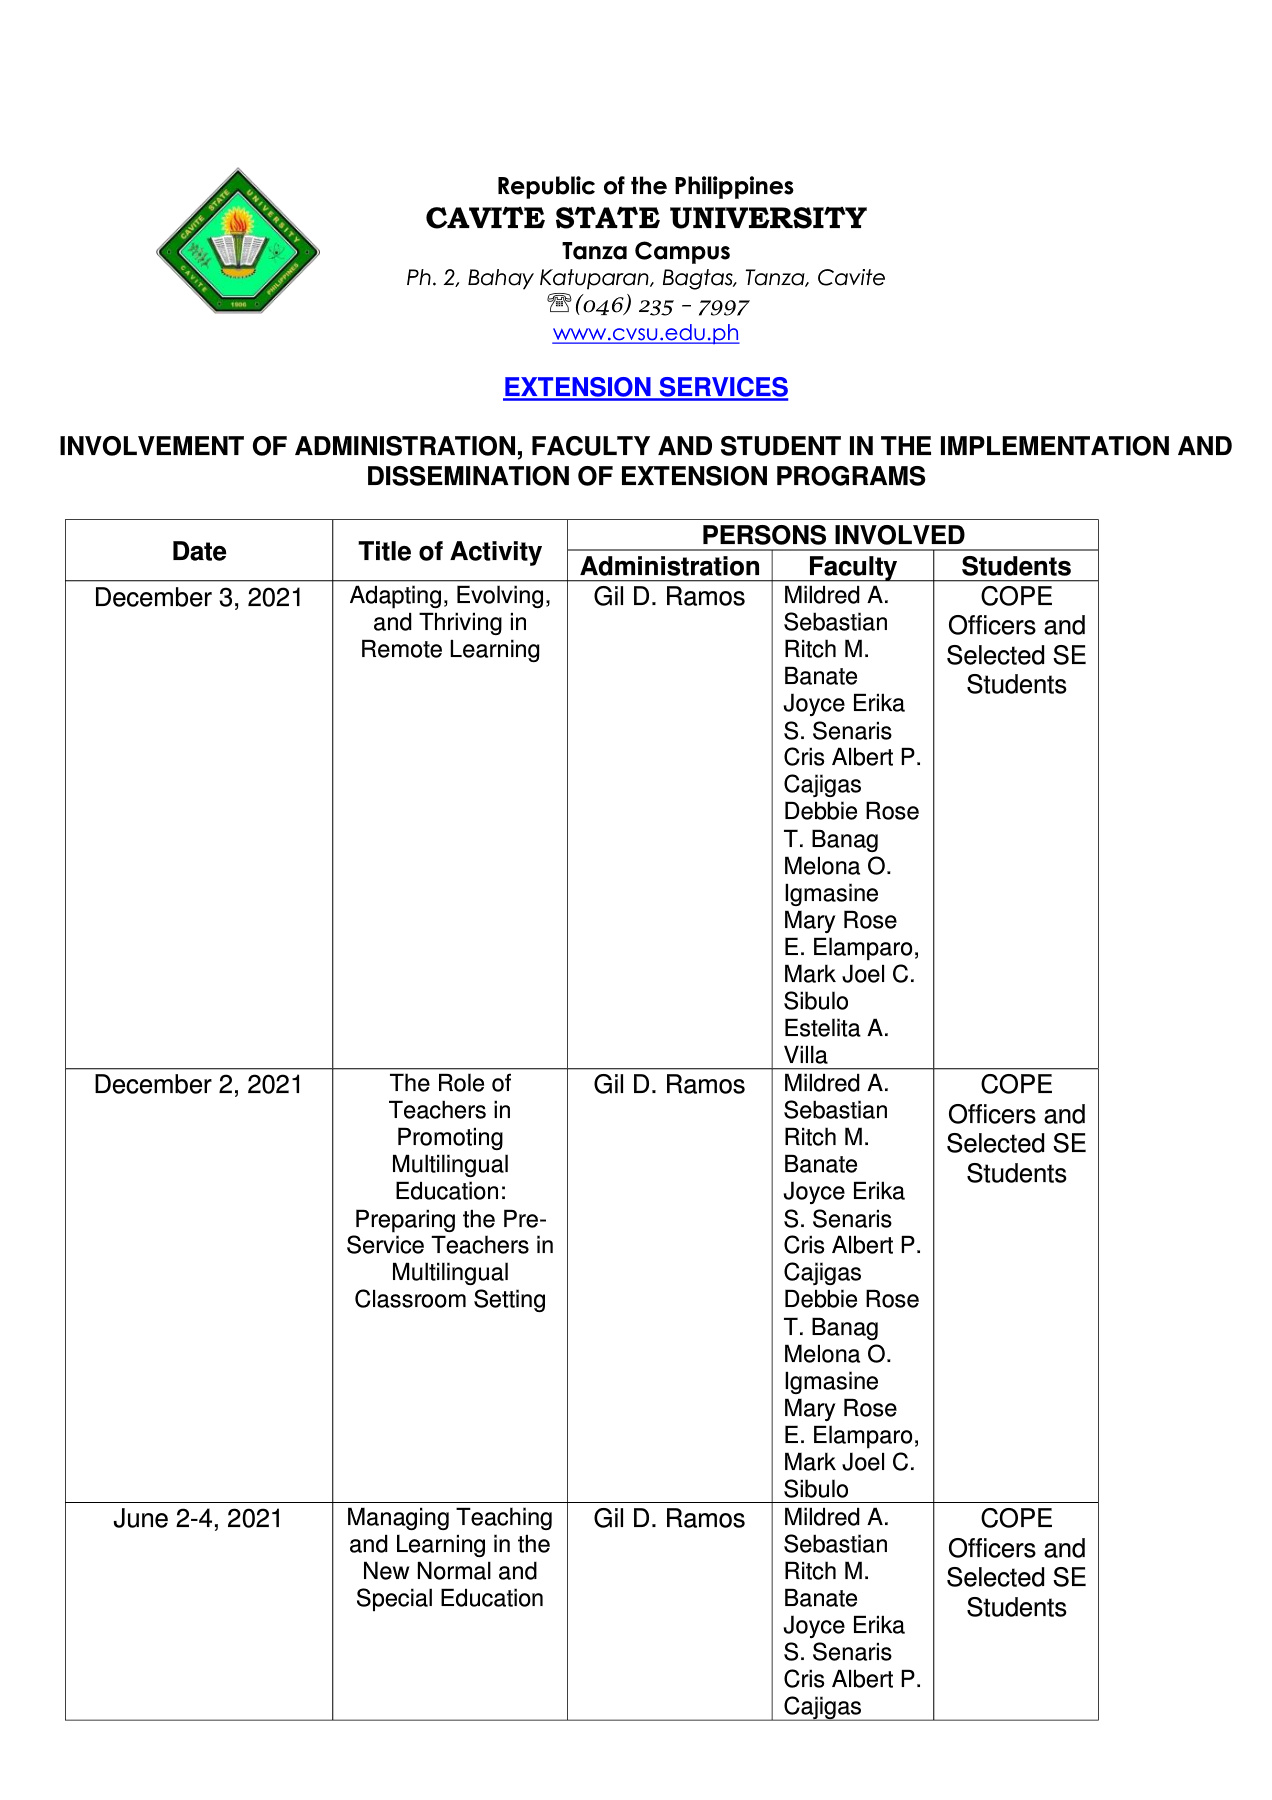 CAVITE STATE UNIVERSITY
CAVITE
PHILIPPINES
1906
Republic of the Philippines
CAVITE STATE UNIVERSITY
Tanza Campus
Ph. 2, Bahay Katuparan, Bagtas, Tanza, Cavite
☏(046) 235 – 7997
www.cvsu.edu.ph
EXTENSION SERVICES
INVOLVEMENT OF ADMINISTRATION, FACULTY AND STUDENT IN THE IMPLEMENTATION AND
DISSEMINATION OF EXTENSION PROGRAMS
Date
Title of Activity
PERSONS INVOLVED
Administration
Faculty
Students
December 3, 2021
Adapting, Evolving,
and Thriving in
Remote Learning
Gil D. Ramos
Mildred A.
Sebastian
Ritch M.
Banate
Joyce Erika
S. Senaris
Cris Albert P.
Cajigas
Debbie Rose
T. Banag
Melona O.
Igmasine
Mary Rose
E. Elamparo,
Mark Joel C.
Sibulo
Estelita A.
Villa
COPE
Officers and
Selected SE
Students
December 2, 2021
The Role of
Teachers in
Promoting
Multilingual
Education:
Preparing the Pre-
Service Teachers in
Multilingual
Classroom Setting
Gil D. Ramos
Mildred A.
Sebastian
Ritch M.
Banate
Joyce Erika
S. Senaris
Cris Albert P.
Cajigas
Debbie Rose
T. Banag
Melona O.
Igmasine
Mary Rose
E. Elamparo,
Mark Joel C.
Sibulo
COPE
Officers and
Selected SE
Students
June 2-4, 2021
Managing Teaching
and Learning in the
New Normal and
Special Education
Gil D. Ramos
Mildred A.
Sebastian
Ritch M.
Banate
Joyce Erika
S. Senaris
Cris Albert P.
Cajigas
COPE
Officers and
Selected SE
Students